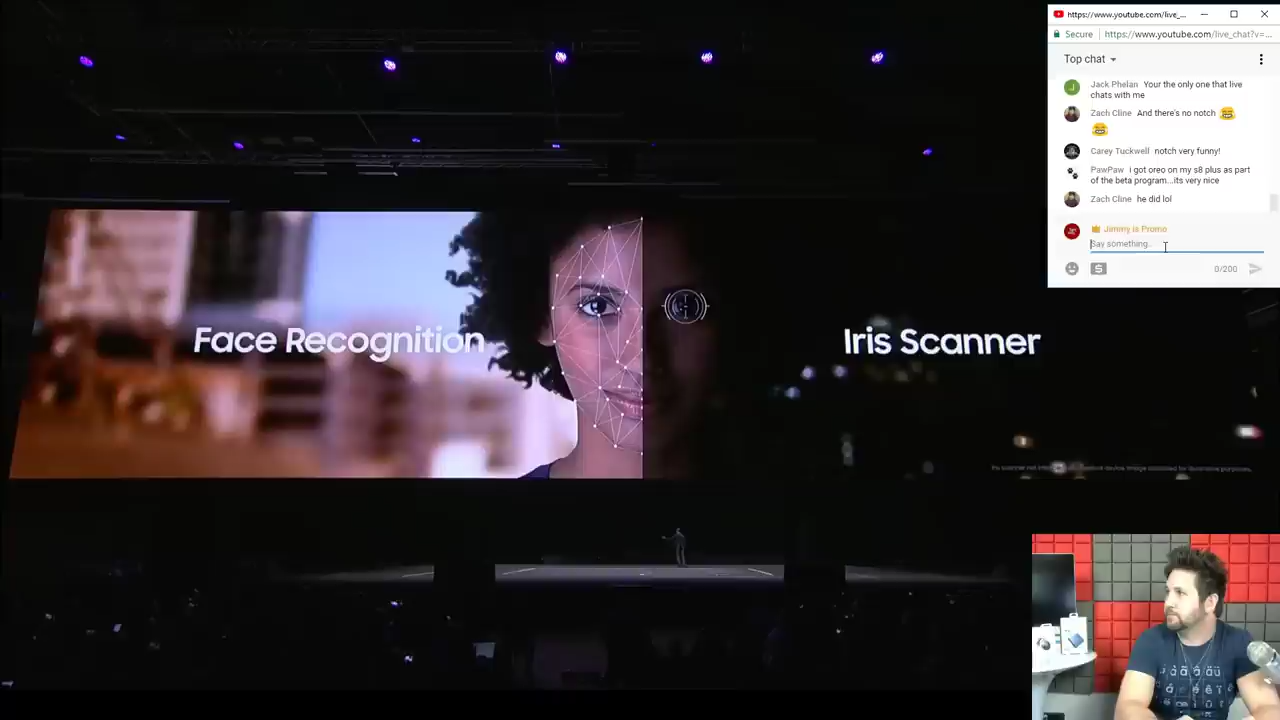 https://www.youtube.com/live_...
Secure
https://www.youtube.com/live_chat?v=...
Top chat
J
Jack Phelan Your the only one that live
chats with me
Zach Cline And there's no notch
Carey Tuckwell notch very funny!
PawPaw i got oreo on my s8 plus as part
of the beta program...its very nice
Zach Cline he did lol
Jimmy is Promo
Say something...
0/200
Face Recognition
Iris Scanner